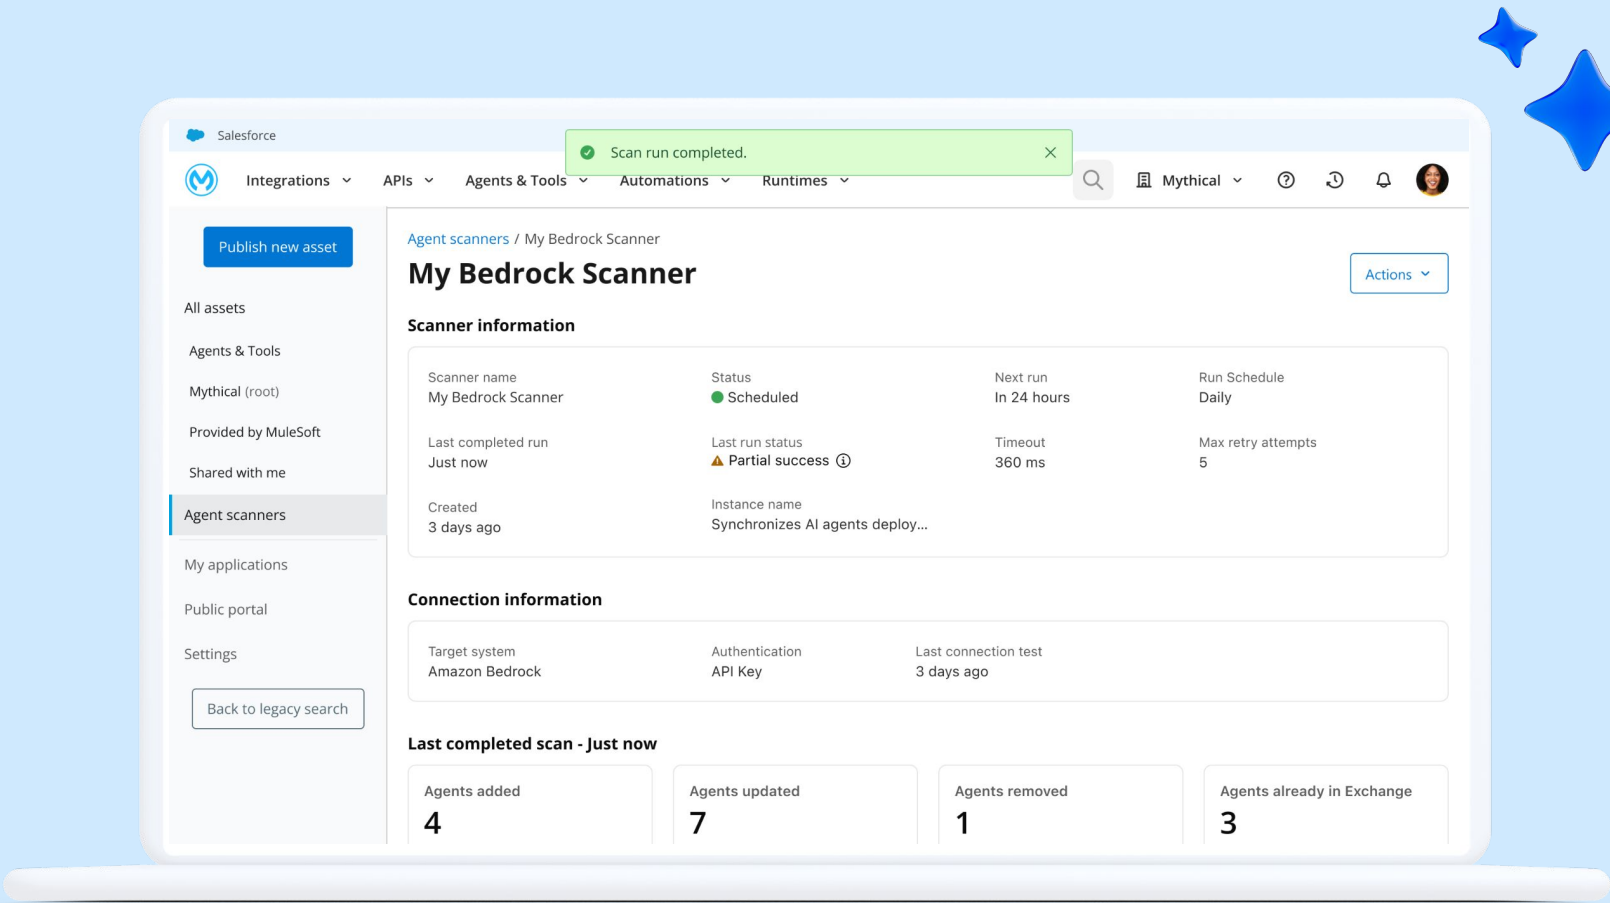 Salesforce
Scan run completed.
Integrations
APIs
Agents & Tools
Automations
Runtimes
Mythical
Publish new asset
All assets
Agents & Tools
Mythical (root)
Provided by MuleSoft
Shared with me
Agent scanners
My applications
Public portal
Settings
Back to legacy search
Agent scanners / My Bedrock Scanner
My Bedrock Scanner
Actions
Scanner information
Scanner name
My Bedrock Scanner
Status
Scheduled
Next run
In 24 hours
Run Schedule
Daily
Last completed run
Just now
Last run status
Partial success
Timeout
360 ms
Max retry attempts
5
Created
3 days ago
Instance name
Synchronizes AI agents deploy...
Connection information
Target system
Amazon Bedrock
Authentication
API Key
Last connection test
3 days ago
Last completed scan - Just now
Agents added
4
Agents updated
7
Agents removed
1
Agents already in Exchange
3